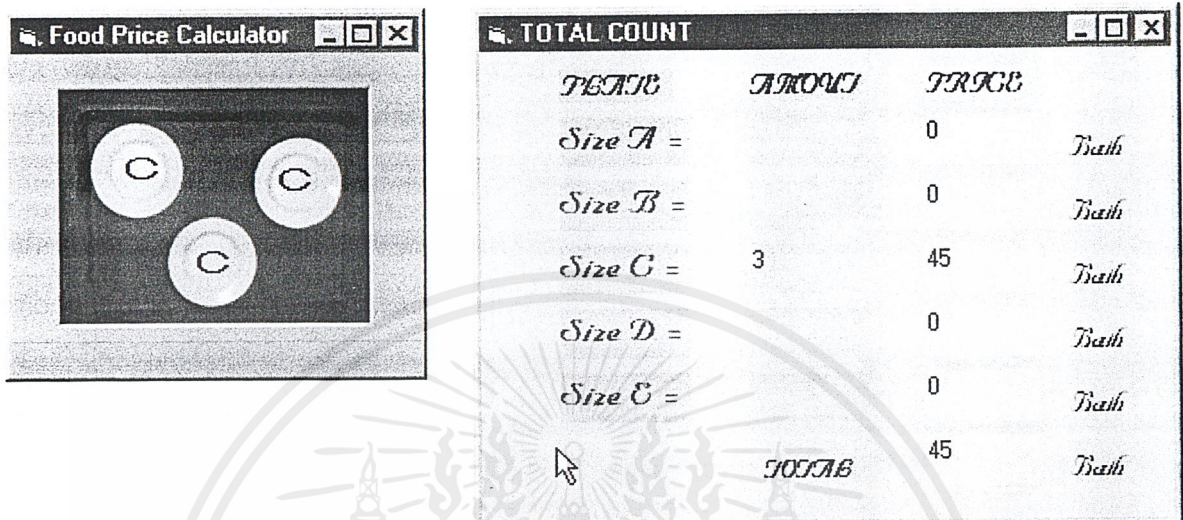 Food Price Calculator
C C
C
TOTAL COUNT
PLATE AMOUT PRICE
Size A = 0 Bath
Size B = 0 Bath
Size C = 3 45 Bath
Size D = 0 Bath
Size E = 0 Bath
TOTAL 45 Bath